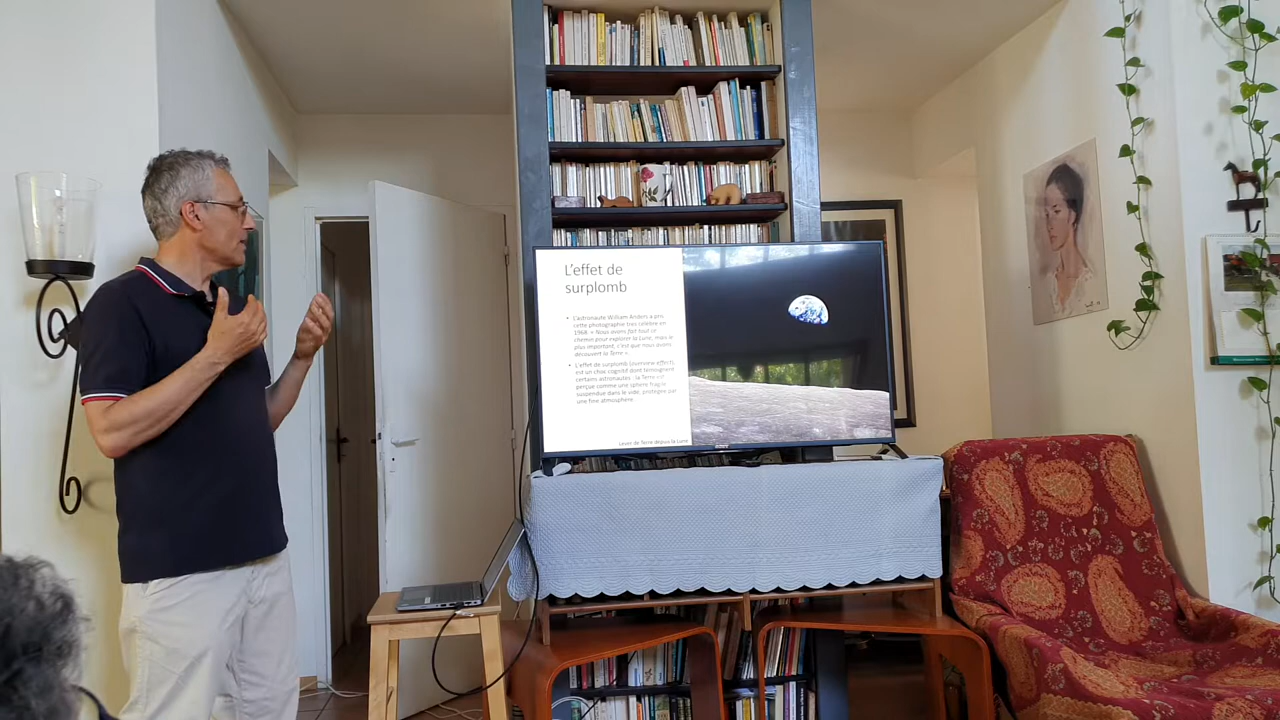 L'effet de
surplomb
• L'astronaute William Anders a pris
cette photographie très célèbre en
1968. « Nous avons fait tout ce
chemin pour explorer la Lune, mais le
plus important, c'est que nous avons
découvert la Terre ».
• L'effet de surplomb (overview effect),
est un choc cognitif dont témoignent
certains astronautes : la Terre est
perçue comme une sphère fragile
suspendue dans le vide, protégée par
une fine atmosphère.
Lever de Terre depuis la Lune